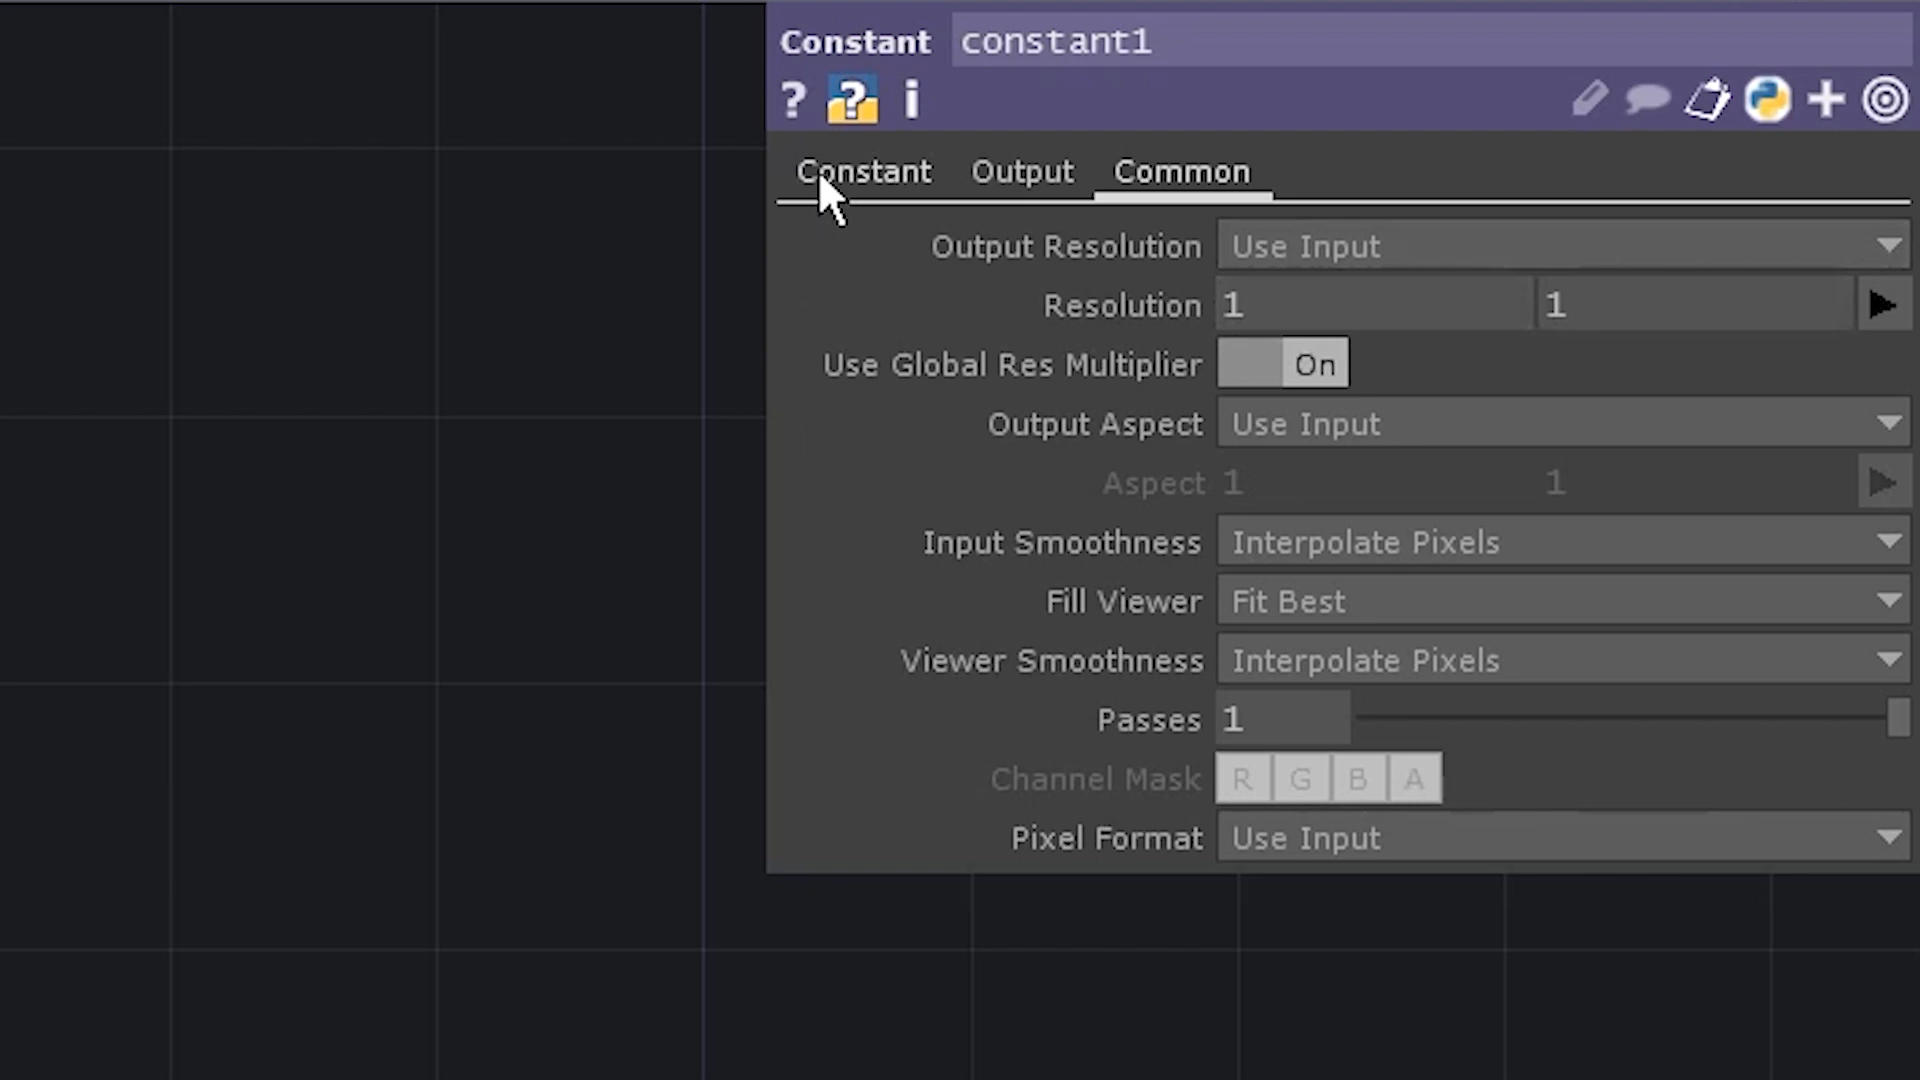 Constant constant1
? ? i
Constant Output Common
Output Resolution Use Input
Resolution 1 1
Use Global Res Multiplier On
Output Aspect Use Input
Aspect 1 1
Input Smoothness Interpolate Pixels
Fill Viewer Fit Best
Viewer Smoothness Interpolate Pixels
Passes 1
Channel Mask R G B A
Pixel Format Use Input